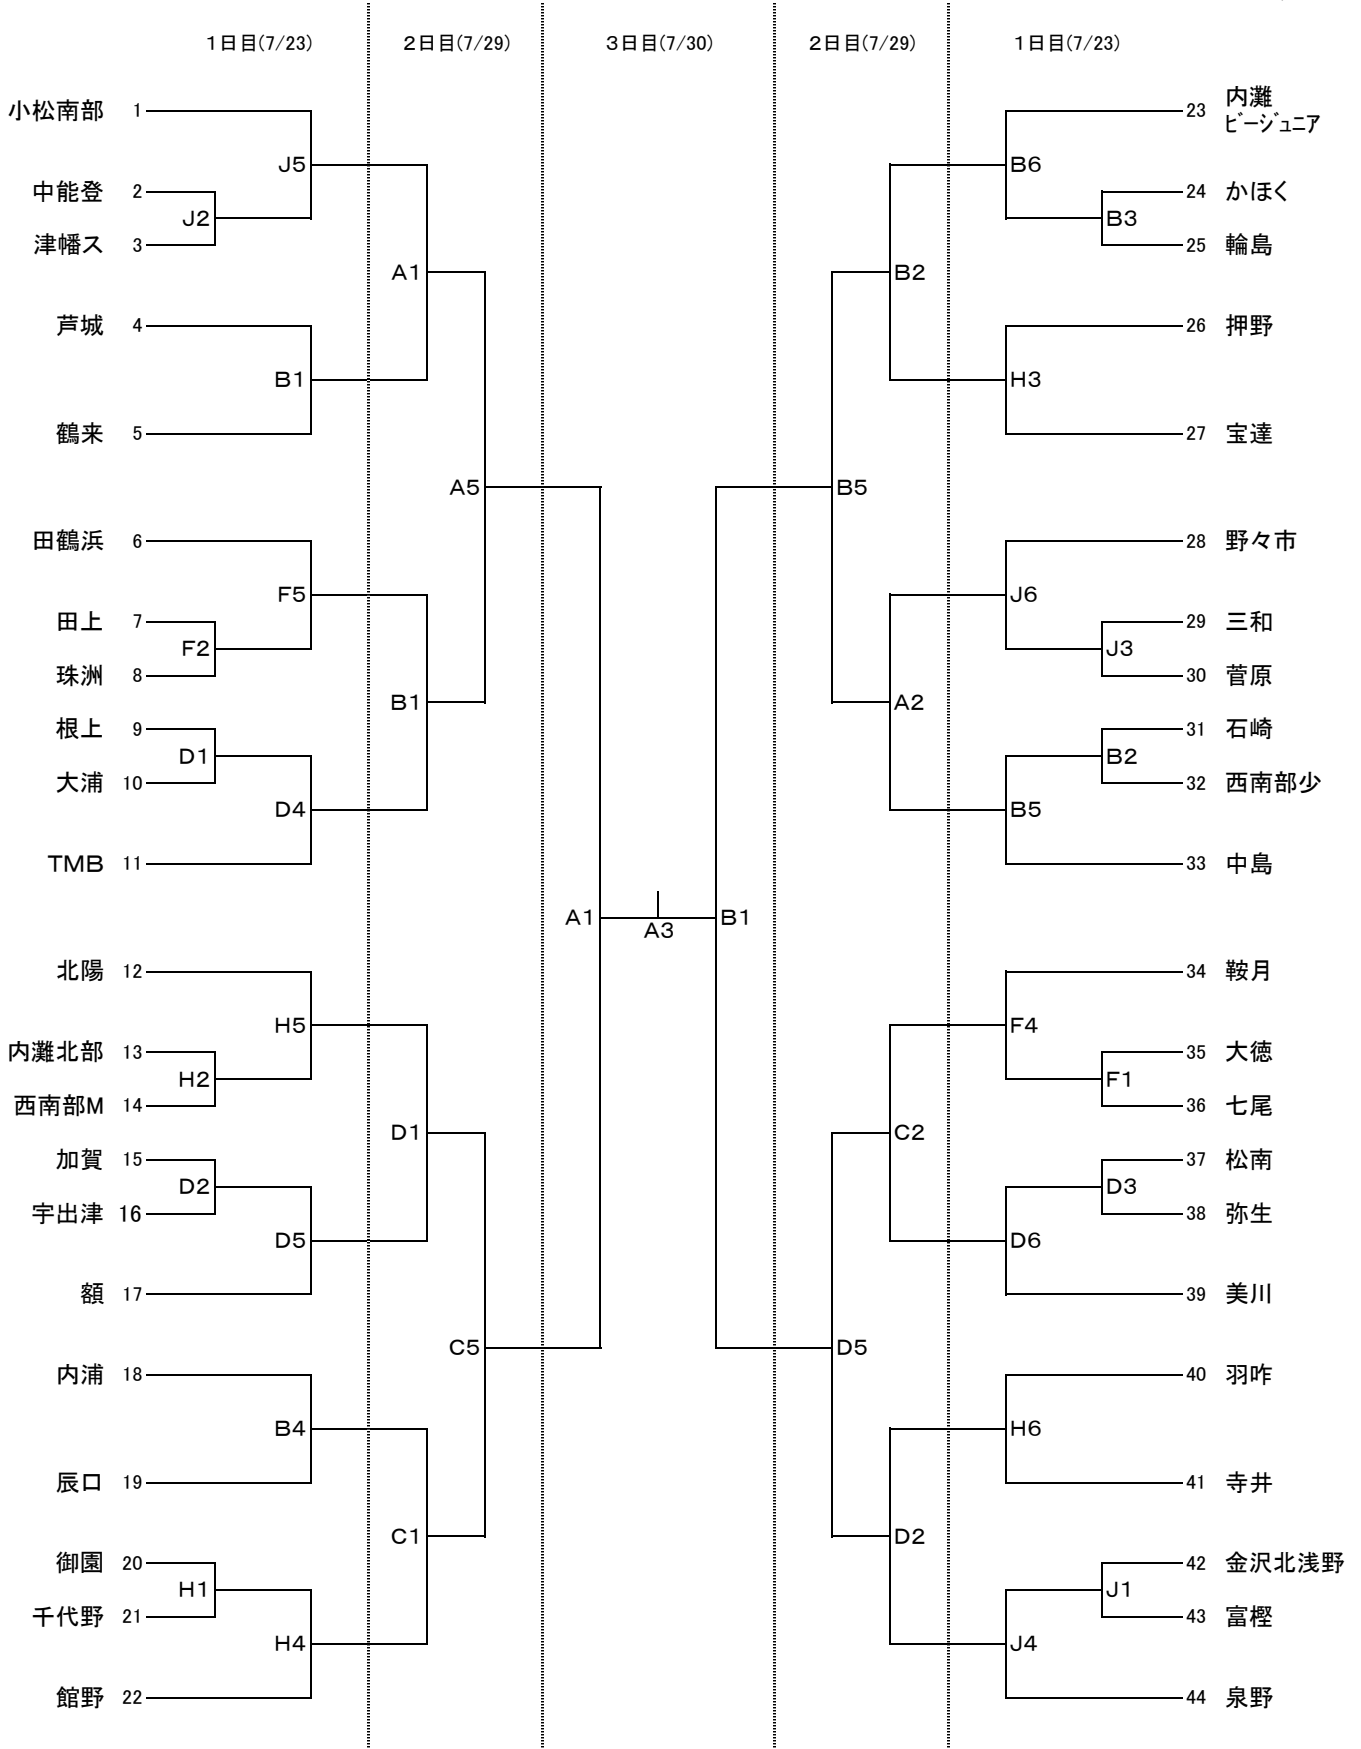 1日目(7/23) 2日目(7/29) 3日目(7/30) 2日目(7/29) 1日目(7/23)
小松南部 1
J5
中能登 2
J2
津幡ス 3
A1
芦城 4
B1
鶴来 5
A5
田鶴浜 6
F5
田上 7
F2
珠洲 8
B1
根上 9
D1
大浦 10
D4
TMB 11
A1
北陽 12
H5
内灘北部 13
H2
西南部M 14
D1
加賀 15
D2
宇出津 16
D5
額 17
C5
内浦 18
B4
辰口 19
C1
御園 20
H1
千代野 21
H4
館野 22
A3
23 内灘
ビージュニア
B6
24 かほく
B3
25 輪島
B2
26 押野
H3
27 宝達
B5
28 野々市
J6
29 三和
J3
30 菅原
A2
31 石崎
B2
32 西南部少
B5
33 中島
B1
34 鞍月
F4
35 大徳
F1
36 七尾
C2
37 松南
D3
38 弥生
D6
39 美川
D5
40 羽咋
H6
41 寺井
D2
42 金沢北浅野
J1
43 富樫
J4
44 泉野